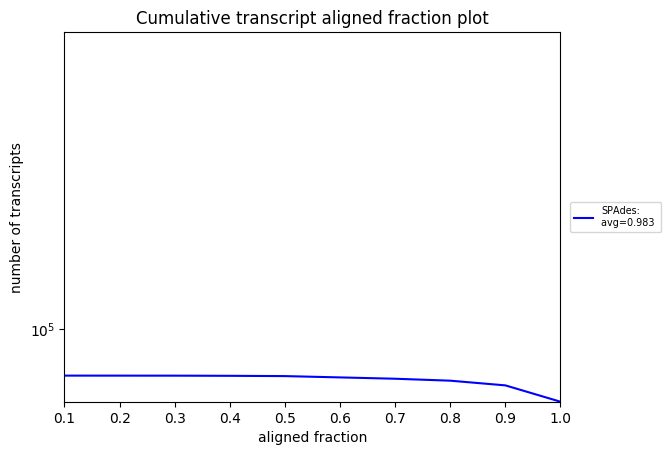 Cumulative transcript aligned fraction plot
number of transcripts
10^5
0.1 0.2 0.3 0.4 0.5 0.6 0.7 0.8 0.9 1.0
aligned fraction
SPAdes:
avg=0.983